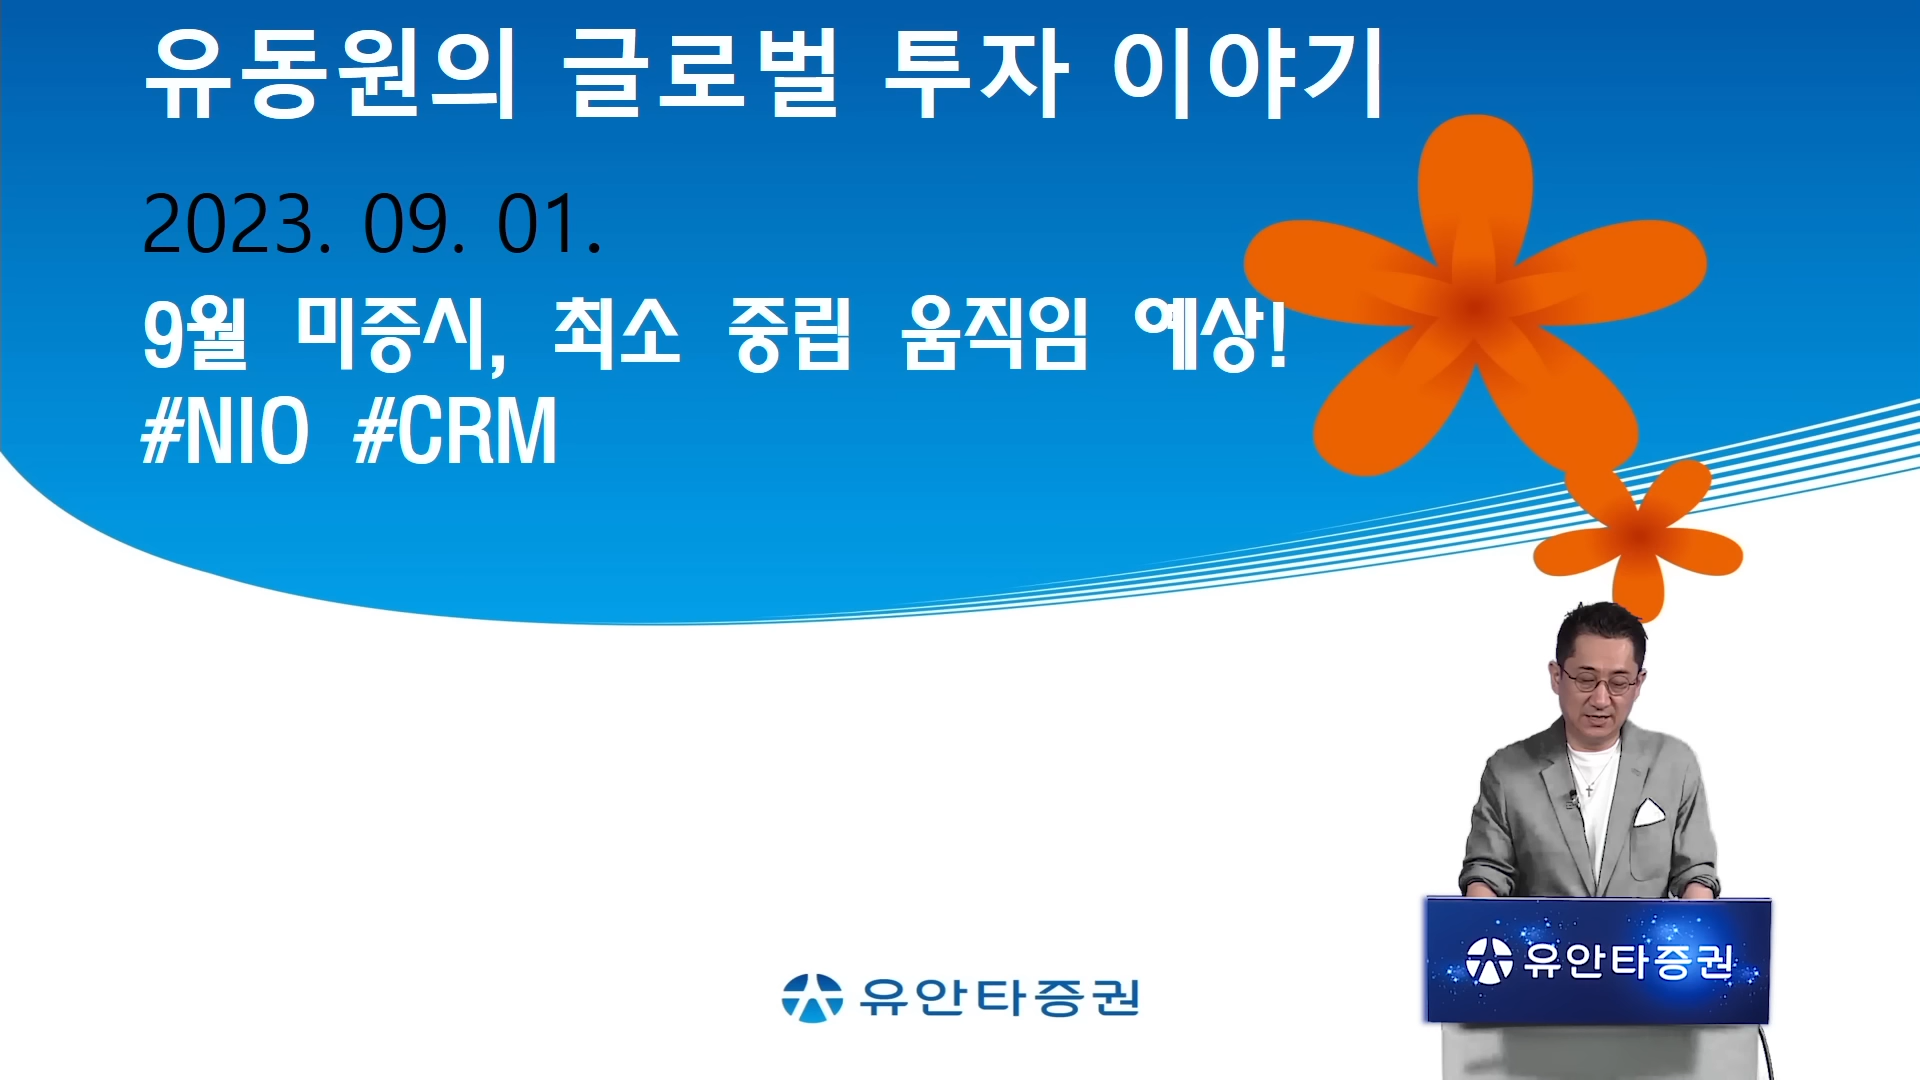 유동원의 글로벌 투자 이야기
2023. 09. 01.
9월 미증시, 최소 중립 움직임 예상!
#NIO #CRM
유안타증권
유안타증권